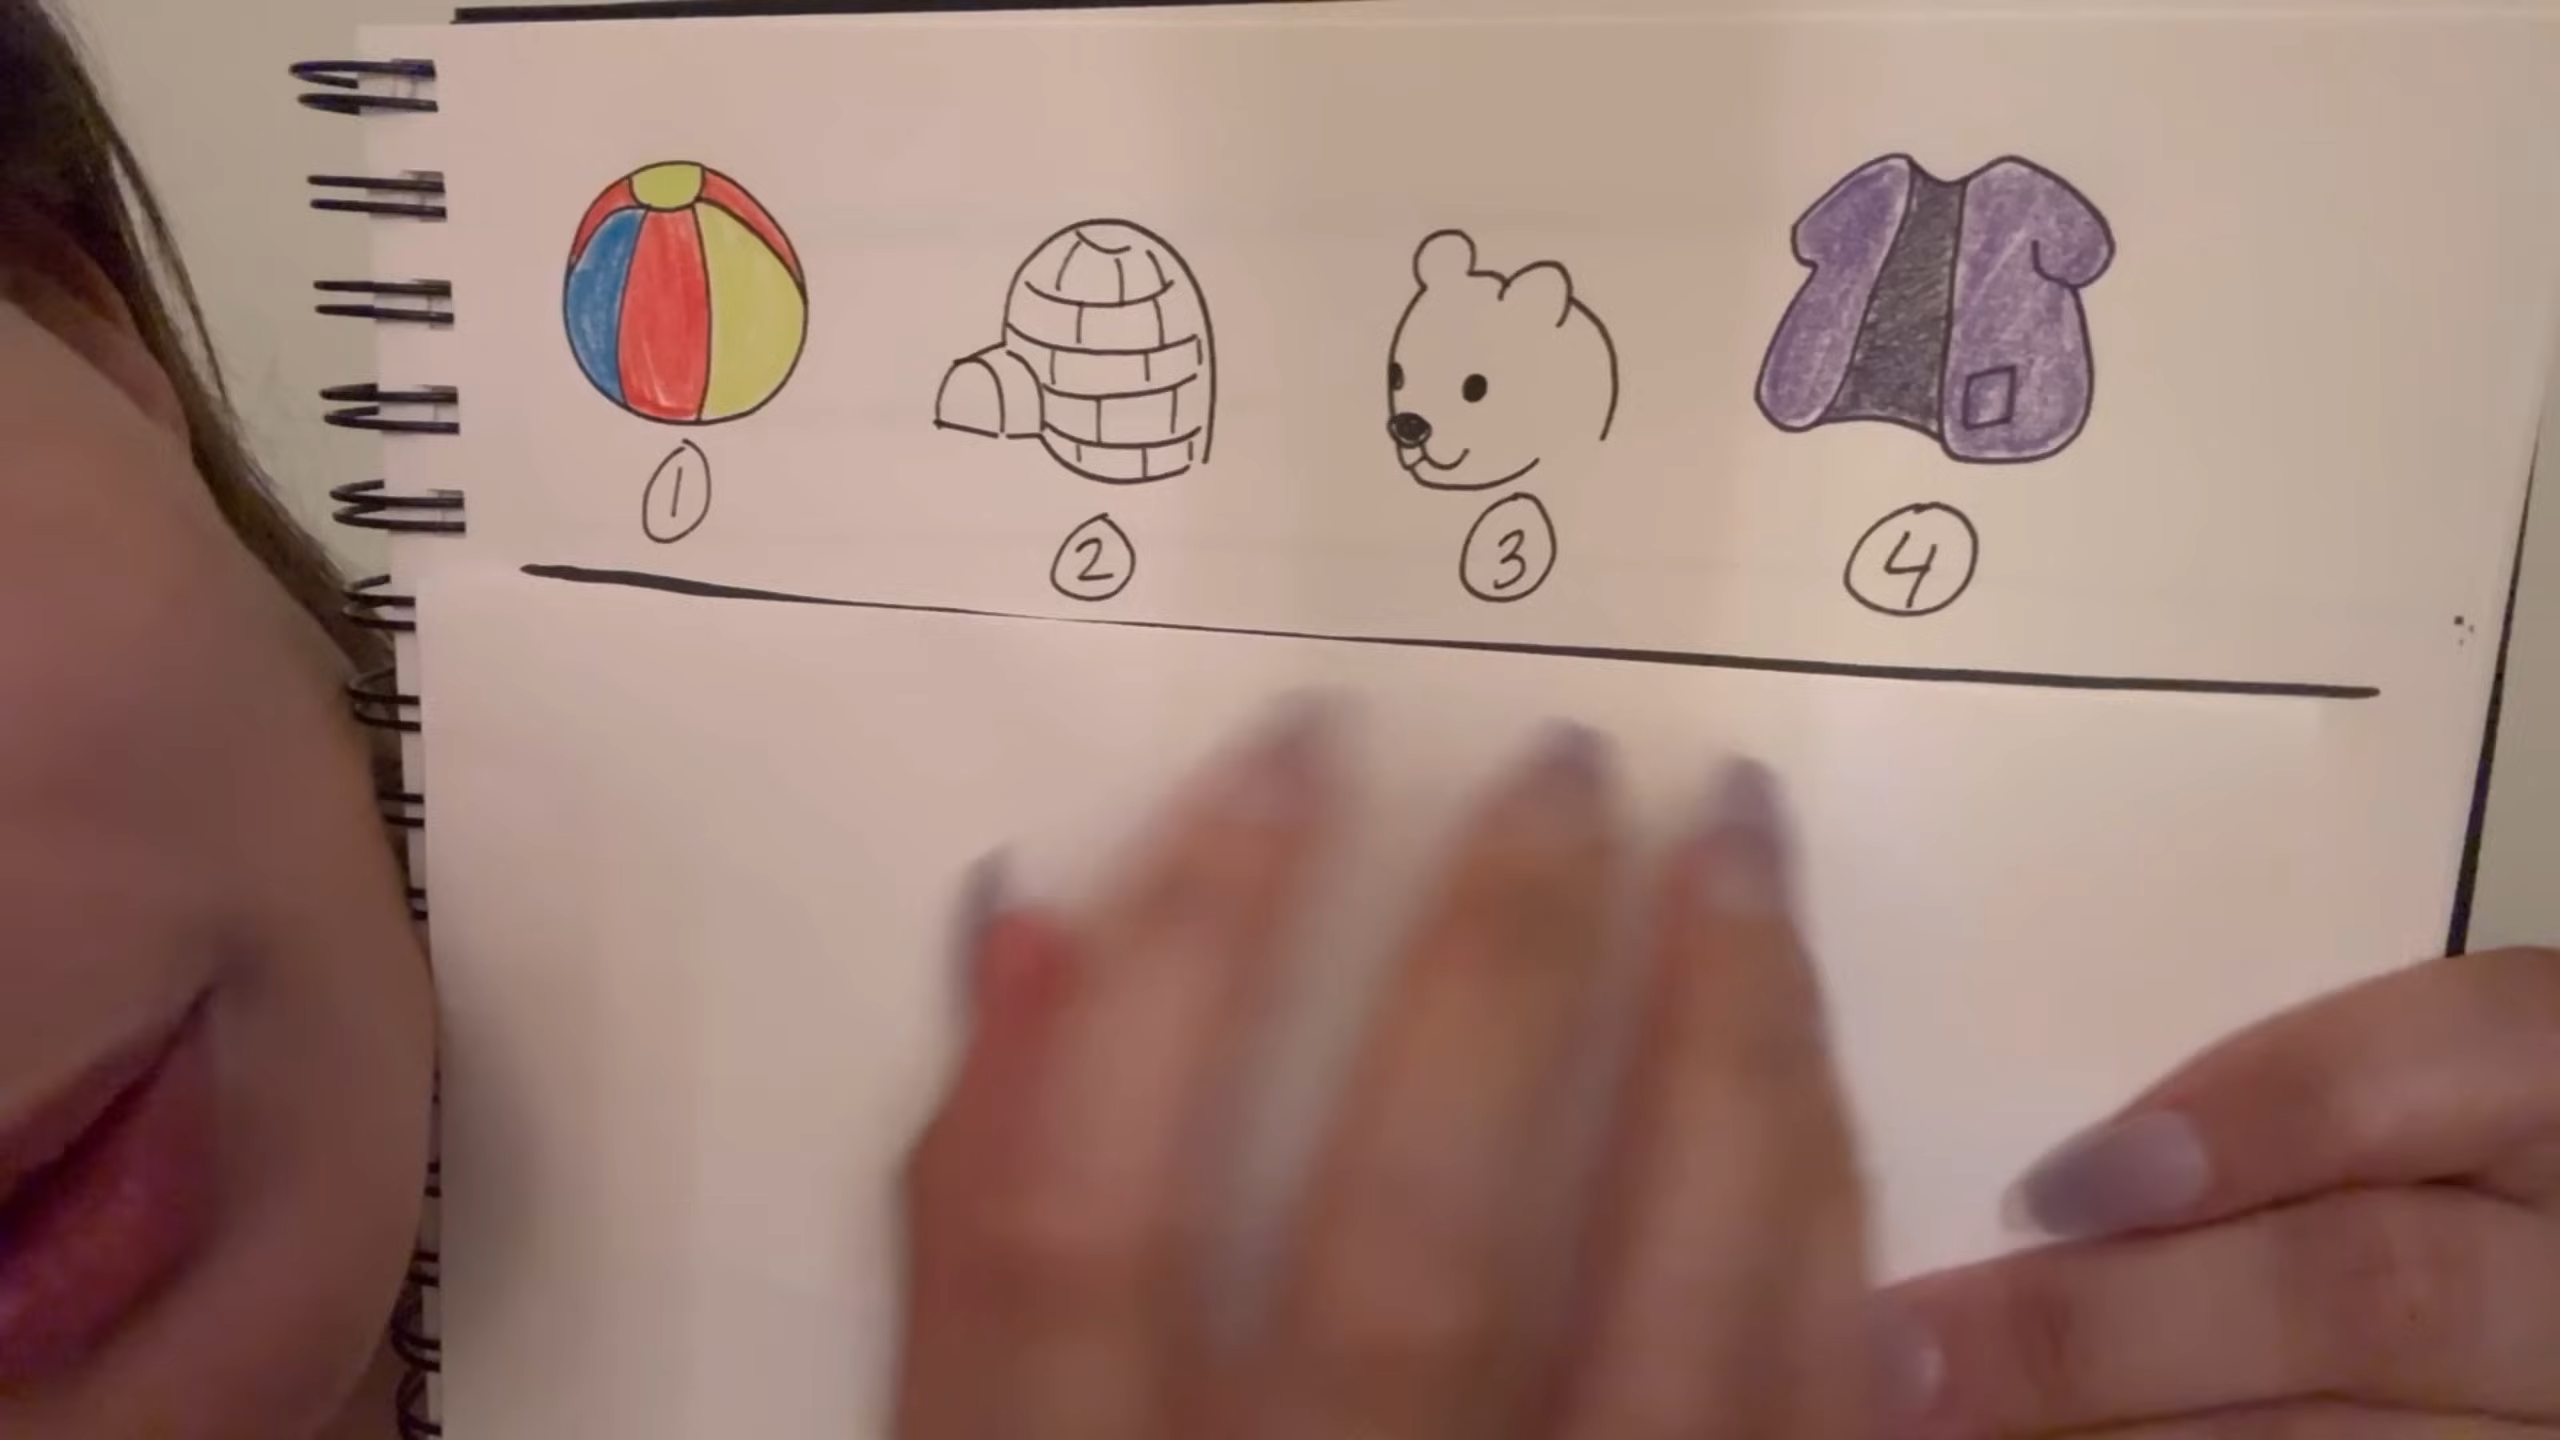 ① ② ③ ④